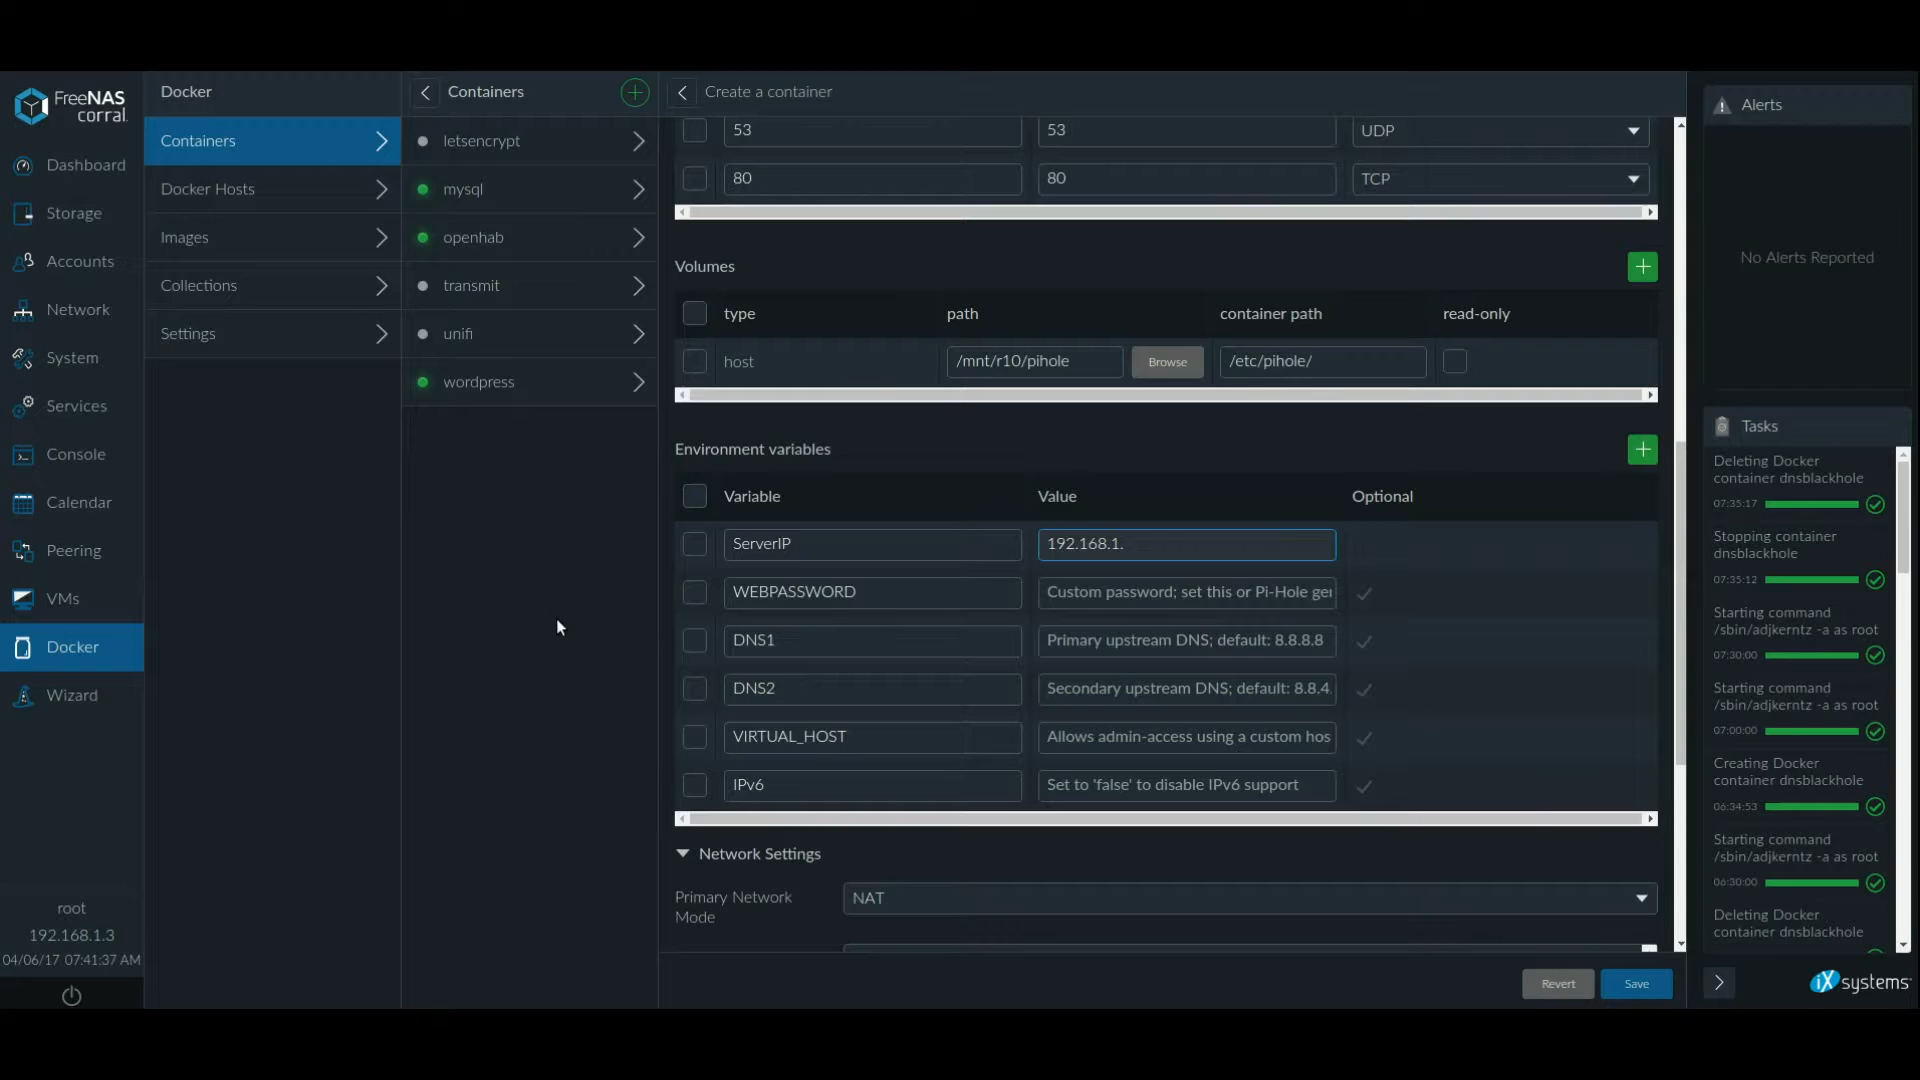 FreeNAS
corral.
Dashboard
Storage
Accounts
Network
System
Services
Console
Calendar
Peering
VMs
Docker
Wizard
root
192.168.1.3
04/06/17 07:41:37 AM
Docker
Containers
Docker Hosts
Images
Collections
Settings
Containers
letsencrypt
mysql
openhab
transmit
unifi
wordpress
Create a container
53 53 UDP
80 80 TCP
Volumes
type path container path read-only
host /mnt/r10/pihole Browse /etc/pihole/
Environment variables
Variable Value Optional
ServerIP 192.168.1.
WEBPASSWORD Custom password; set this or Pi-Hole ge
DNS1 Primary upstream DNS; default: 8.8.8.8
DNS2 Secondary upstream DNS; default: 8.8.4.
VIRTUAL_HOST Allows admin-access using a custom hos
IPv6 Set to 'false' to disable IPv6 support
Network Settings
Primary Network
Mode
NAT
Revert Save
Alerts
No Alerts Reported
Tasks
Deleting Docker
container dnsblackhole
07:35:17
Stopping container
dnsblackhole
07:35:12
Starting command
/sbin/adjkerntz -a as root
07:30:00
Starting command
/sbin/adjkerntz -a as root
07:00:00
Creating Docker
container dnsblackhole
06:34:53
Starting command
/sbin/adjkerntz -a as root
06:30:00
Deleting Docker
container dnsblackhole
iXsystems